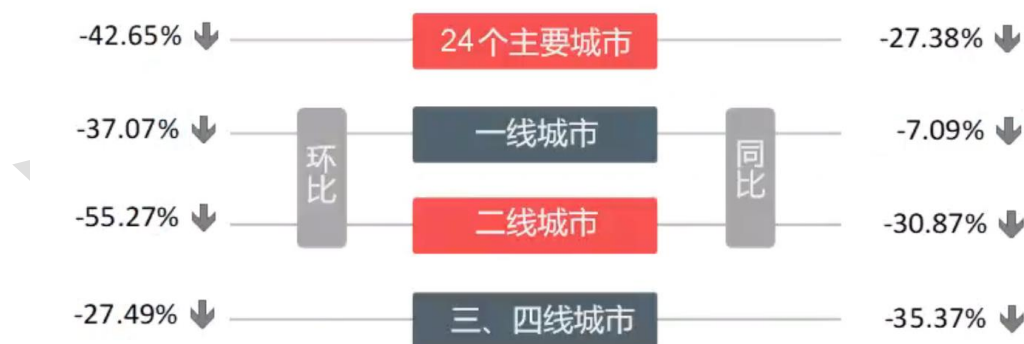 -42.65% 24个主要城市 -27.38%
-37.07% 一线城市 -7.09%
环比 同比
-55.27% 二线城市 -30.87%
-27.49% 三、四线城市 -35.37%